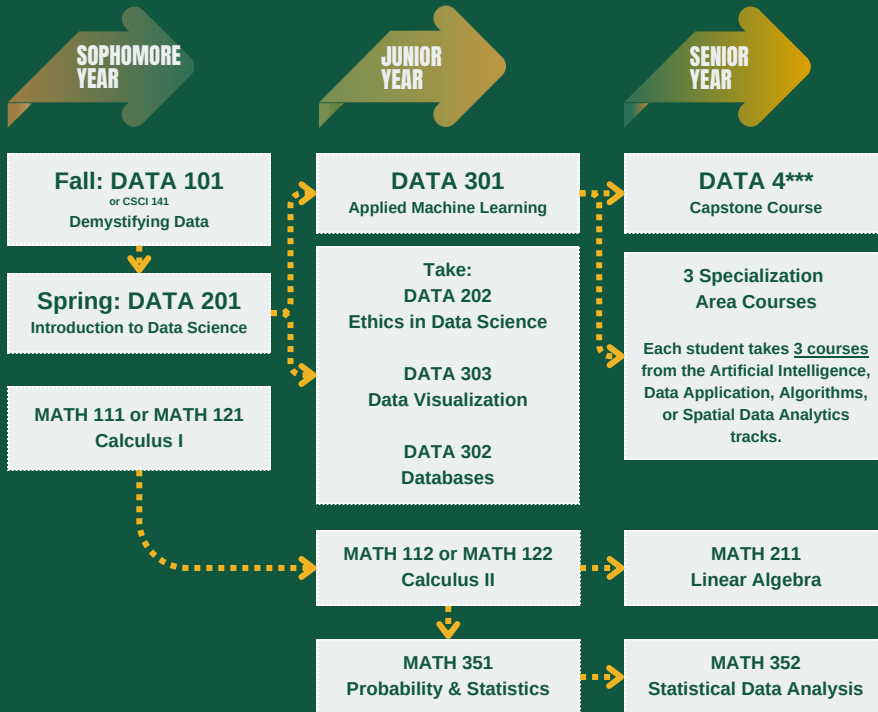 SOPHOMORE
YEAR
JUNIOR
YEAR
SENIOR
YEAR
Fall: DATA 101
or CSCI 141
Demystifying Data
Spring: DATA 201
Introduction to Data Science
MATH 111 or MATH 121
Calculus I
DATA 301
Applied Machine Learning
Take:
DATA 202
Ethics in Data Science
DATA 303
Data Visualization
DATA 302
Databases
MATH 112 or MATH 122
Calculus II
MATH 351
Probability & Statistics
DATA 4***
Capstone Course
3 Specialization
Area Courses
Each student takes 3 courses
from the Artificial Intelligence,
Data Application, Algorithms,
or Spatial Data Analytics
tracks.
MATH 211
Linear Algebra
MATH 352
Statistical Data Analysis